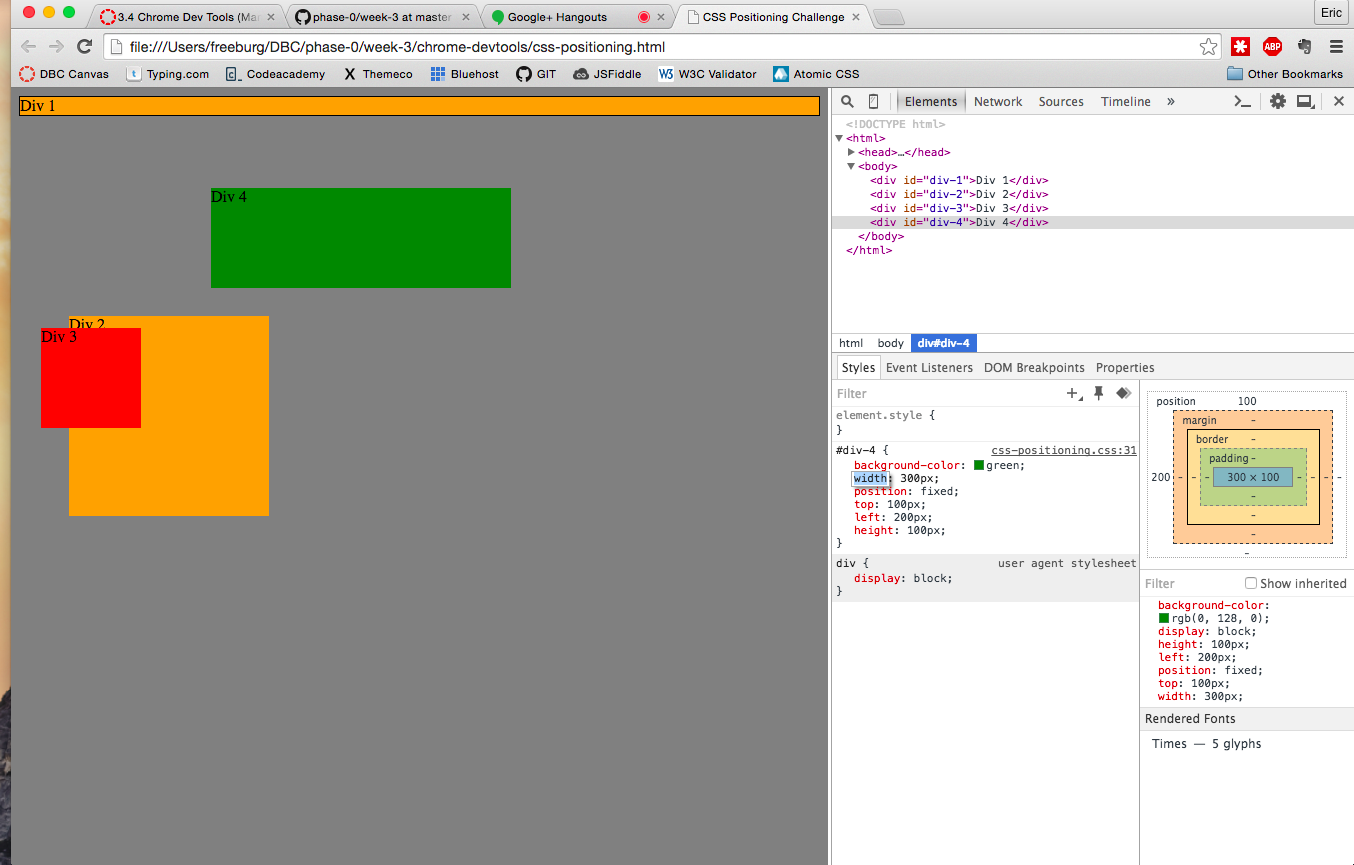 3.4 Chrome Dev Tools (Ma
phase-0/week-3 at master
Google+ Hangouts
CSS Positioning Challenge
Eric
file:///Users/freeburg/DBC/phase-0/week-3/chrome-devtools/css-positioning.html
ABP
DBC Canvas
t Typing.com
C_ Codeacademy
X Themeco
Bluehost
GIT
JSFiddle
W3 W3C Validator
Atomic CSS
Other Bookmarks
Div 1
Div 4
Div 2
Div 3
Elements Network Sources Timeline »
<!DOCTYPE html>
<html>
<head>…</head>
<body>
<div id="div-1">Div 1</div>
<div id="div-2">Div 2</div>
<div id="div-3">Div 3</div>
<div id="div-4">Div 4</div>
</body>
</html>
html body div#div-4
Styles Event Listeners DOM Breakpoints Properties
Filter
element.style {
}
#div-4 { css-positioning.css:31
background-color: green;
width: 300px;
position: fixed;
top: 100px;
left: 200px;
height: 100px;
}
div { user agent stylesheet
display: block;
}
position 100
margin -
border -
padding -
200 - - - 300 × 100 - - - -
-
-
-
-
Filter Show inherited
background-color:
rgb(0, 128, 0);
display: block;
height: 100px;
left: 200px;
position: fixed;
top: 100px;
width: 300px;
Rendered Fonts
Times — 5 glyphs